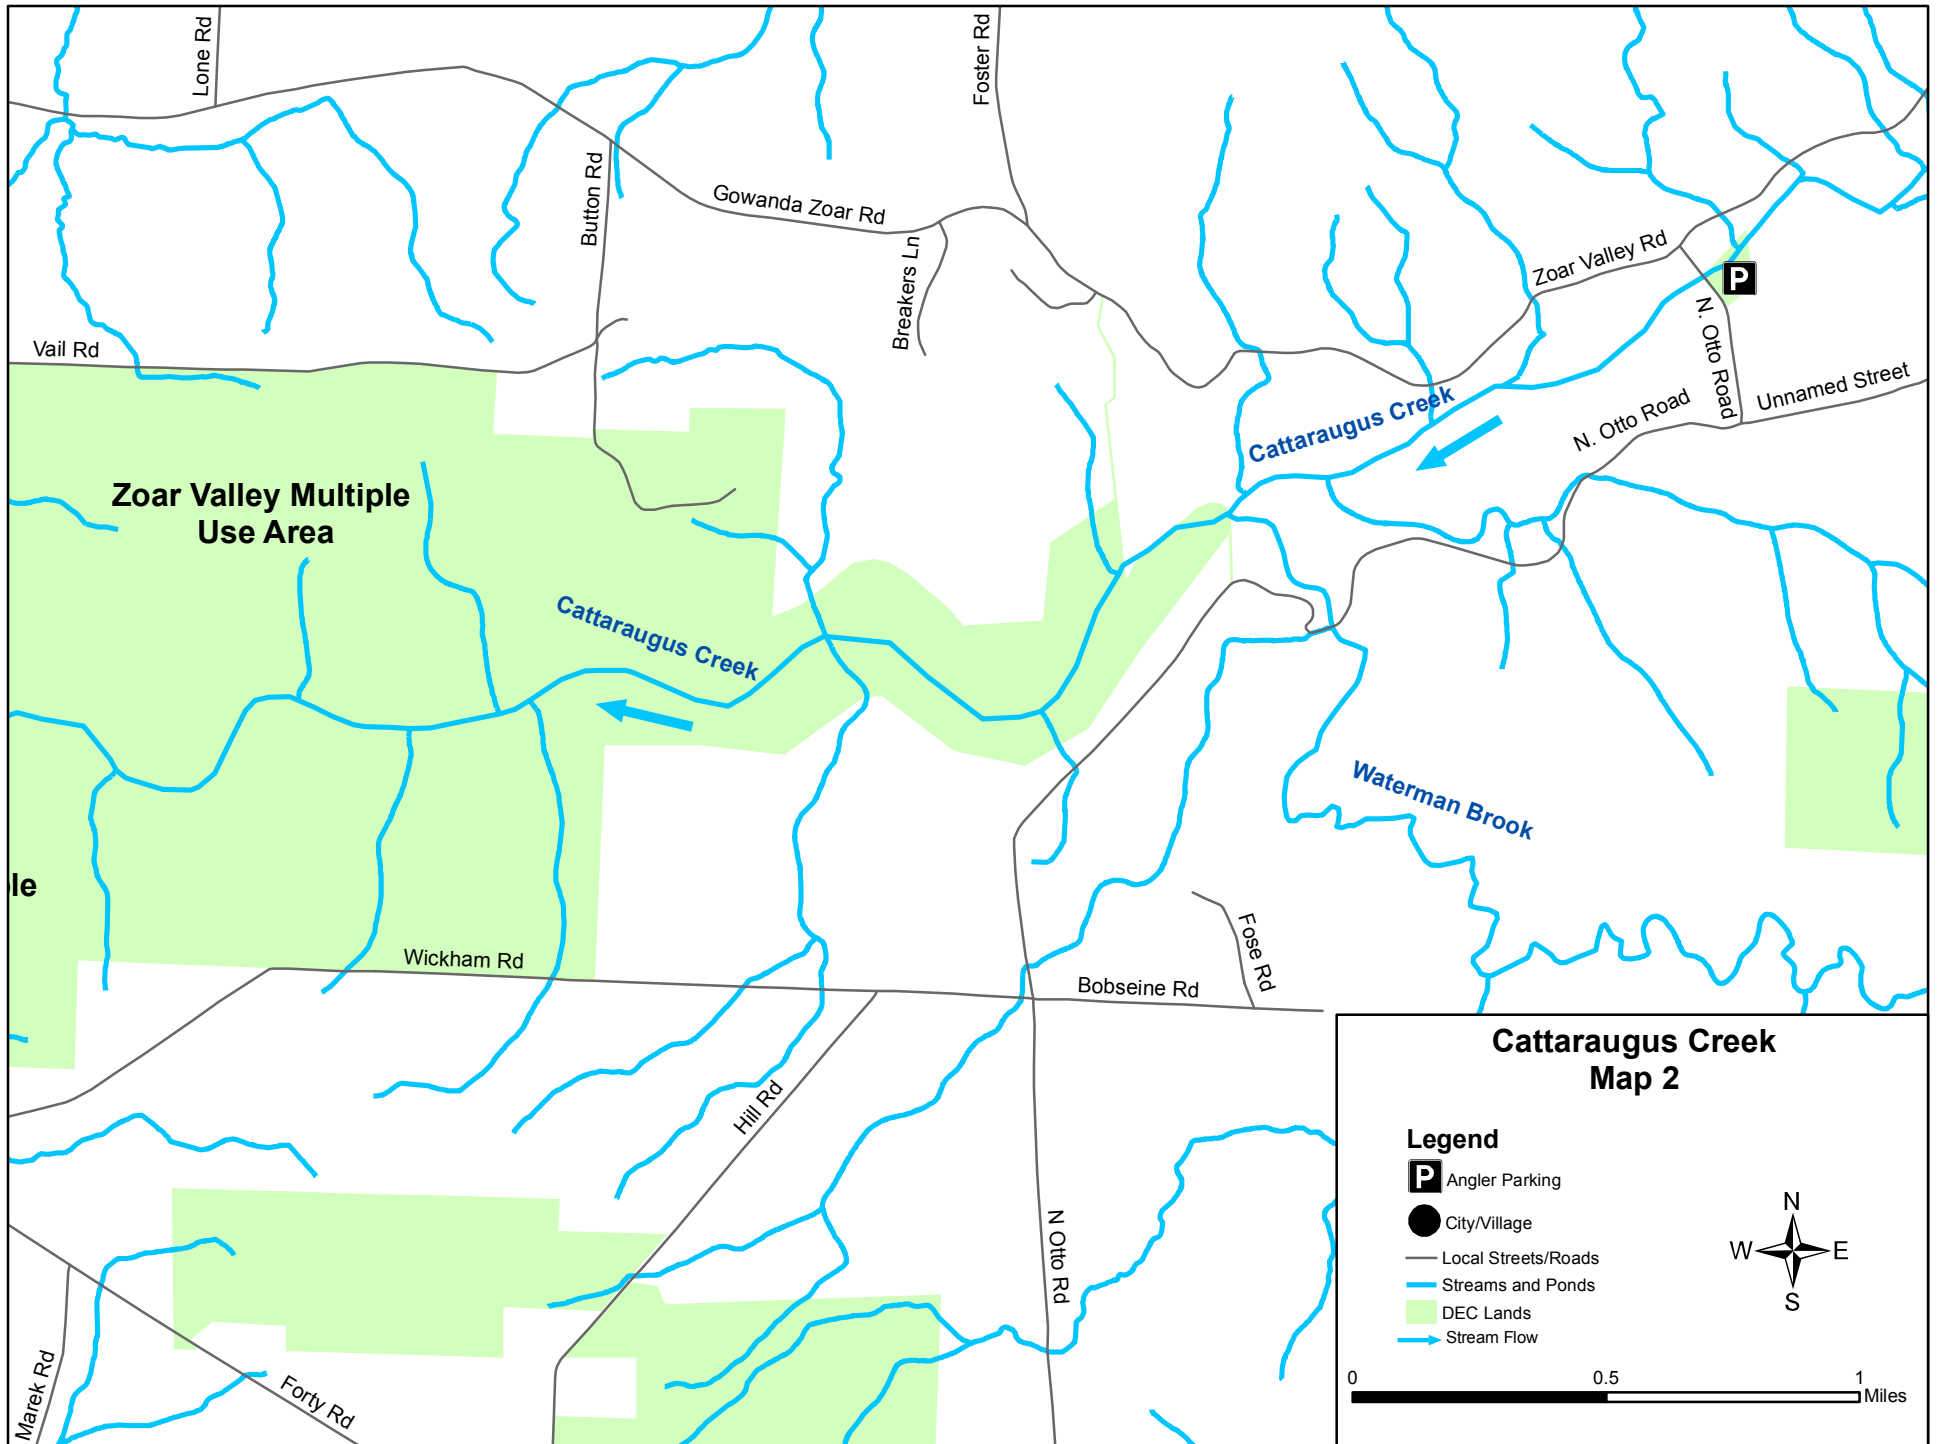 Lone Rd
Foster Rd
Button Rd
Gowanda Zoar Rd
Breakers Ln
Zoar Valley Rd
P
N. Otto Road
Vail Rd
Unnamed Street
N. Otto Road
Cattaraugus Creek
Zoar Valley Multiple
Use Area
Cattaraugus Creek
Waterman Brook
le
Fose Rd
Wickham Rd
Bobseine Rd
Hill Rd
N Otto Rd
Marek Rd
Forty Rd
Cattaraugus Creek
Map 2
Legend
P Angler Parking
City/Village
Local Streets/Roads
Streams and Ponds
DEC Lands
Stream Flow
N
W E
S
0 0.5 1
Miles